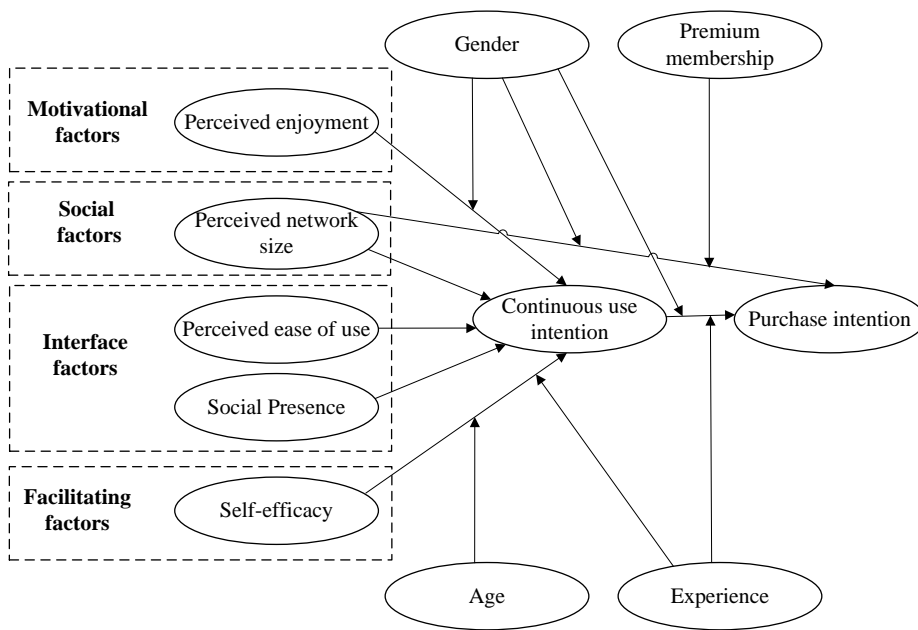 Gender
Premium
membership
Motivational
factors
Perceived enjoyment
Social
factors
Perceived network
size
Interface
factors
Perceived ease of use
Social Presence
Continuous use
intention
Purchase intention
Facilitating
factors
Self-efficacy
Age
Experience